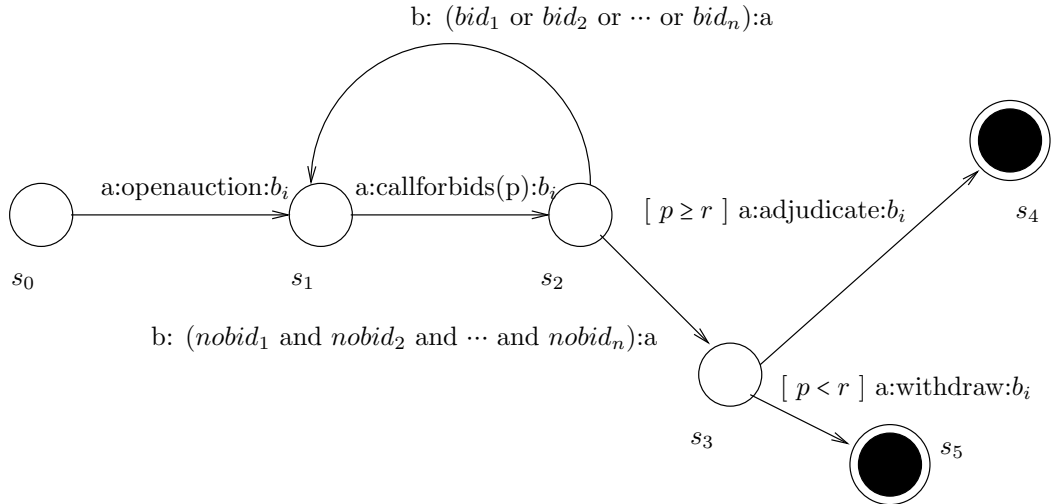 b: (bid₁ or bid₂ or ⋯ or bidₙ):a
a:openauction:bᵢ
a:callforbids(p):bᵢ
[ p ≥ r ] a:adjudicate:bᵢ
s₄
s₀
s₁
s₂
b: (nobid₁ and nobid₂ and ⋯ and nobidₙ):a
[ p < r ] a:withdraw:bᵢ
s₃
s₅